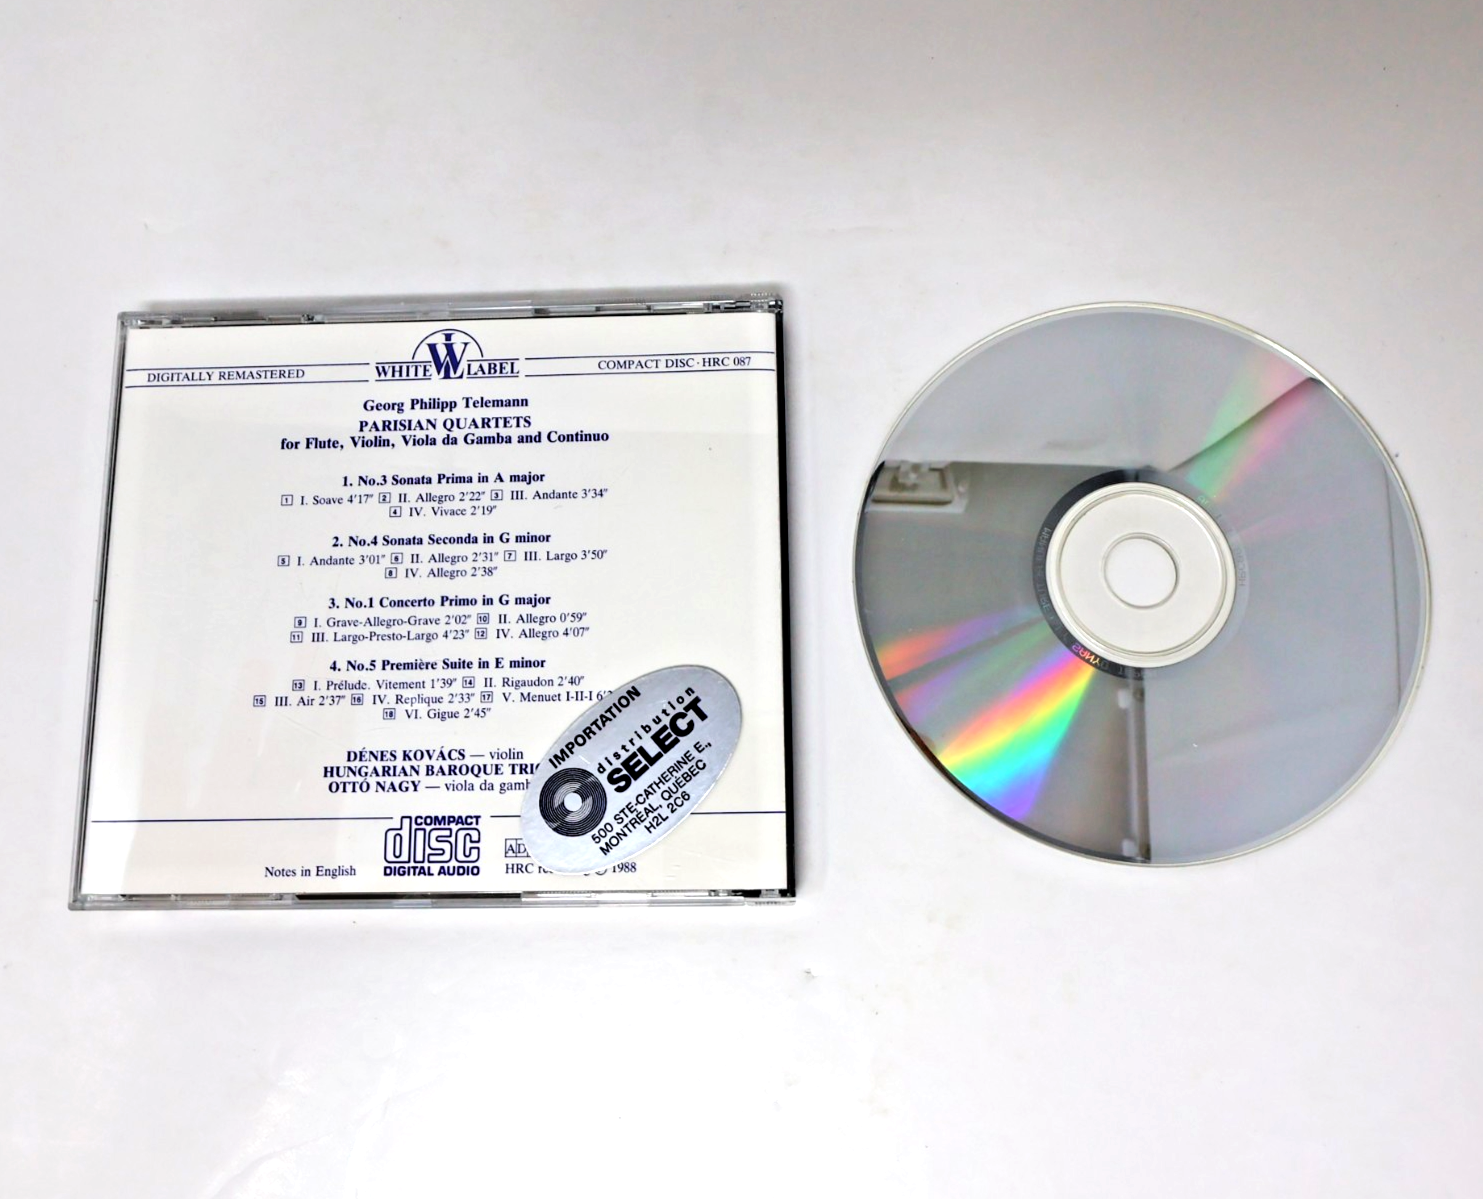 DIGITALLY REMASTERED
WL
WHITE LABEL
COMPACT DISC · HRC 087
Georg Philipp Telemann
PARISIAN QUARTETS
for Flute, Violin, Viola da Gamba and Continuo
1. No.3 Sonata Prima in A major
1 I. Soave 4'17" 2 II. Allegro 2'22" 3 III. Andante 3'34"
4 IV. Vivace 2'19"
2. No.4 Sonata Seconda in G minor
5 I. Andante 3'01" 6 II. Allegro 2'31" 7 III. Largo 3'50"
8 IV. Allegro 2'38"
3. No.1 Concerto Primo in G major
9 I. Grave-Allegro-Grave 2'02" 10 II. Allegro 0'59"
11 III. Largo-Presto-Largo 4'23" 12 IV. Allegro 4'07"
4. No.5 Première Suite in E minor
13 I. Prélude. Vitement 1'39" 14 II. Rigaudon 2'40"
15 III. Air 2'37" 16 IV. Replique 2'33" 17 V. Menuet I-II-I
18 VI. Gigue 2'45"
DÉNES KOVÁCS — violin
HUNGARIAN BAROQUE
OTTÓ NAGY — viola da
Notes in English
COMPACT
disc
DIGITAL AUDIO
HRC
1988
IMPORTATION
distribution
SELECT
500 STE-CATHERINE E.,
MONTRÉAL, QUÉBEC
H2L 2C6